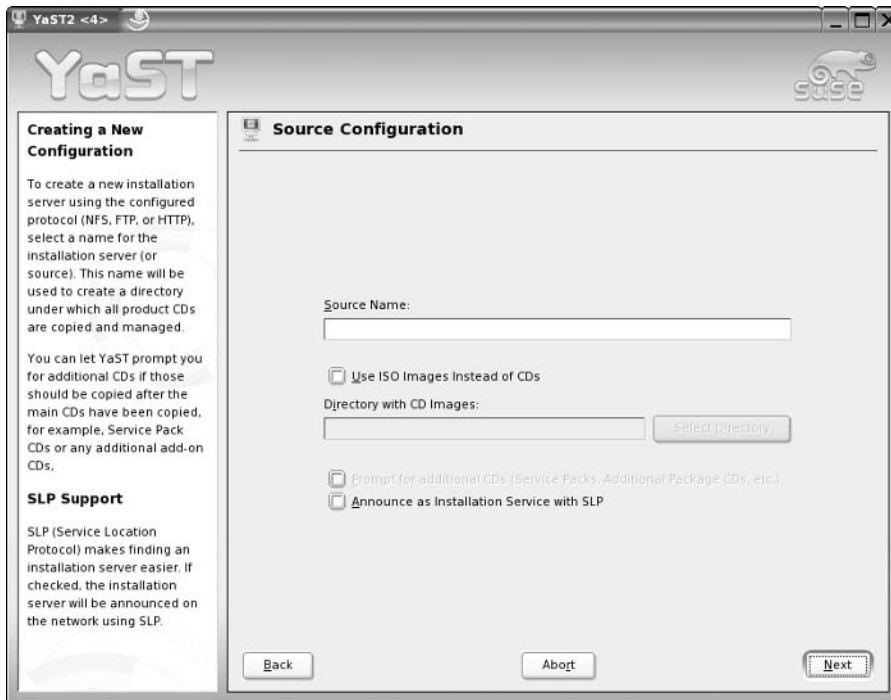 YaST2 <4>
YaST
suse
Creating a New
Configuration
To create a new installation
server using the configured
protocol (NFS, FTP, or HTTP),
select a name for the
installation server (or
source). This name will be
used to create a directory
under which all product CDs
are copied and managed.
You can let YaST prompt you
for additional CDs if those
should be copied after the
main CDs have been copied,
for example, Service Pack
CDs or any additional add-on
CDs,
SLP Support
SLP (Service Location
Protocol) makes finding an
installation server easier. If
checked, the installation
server will be announced on
the network using SLP.
Source Configuration
Source Name:
Use ISO Images Instead of CDs
Directory with CD Images:
Select Directory
Prompt for additional CDs (Service Packs, Additional Package CDs, etc.)
Announce as Installation Service with SLP
Back
Abort
Next